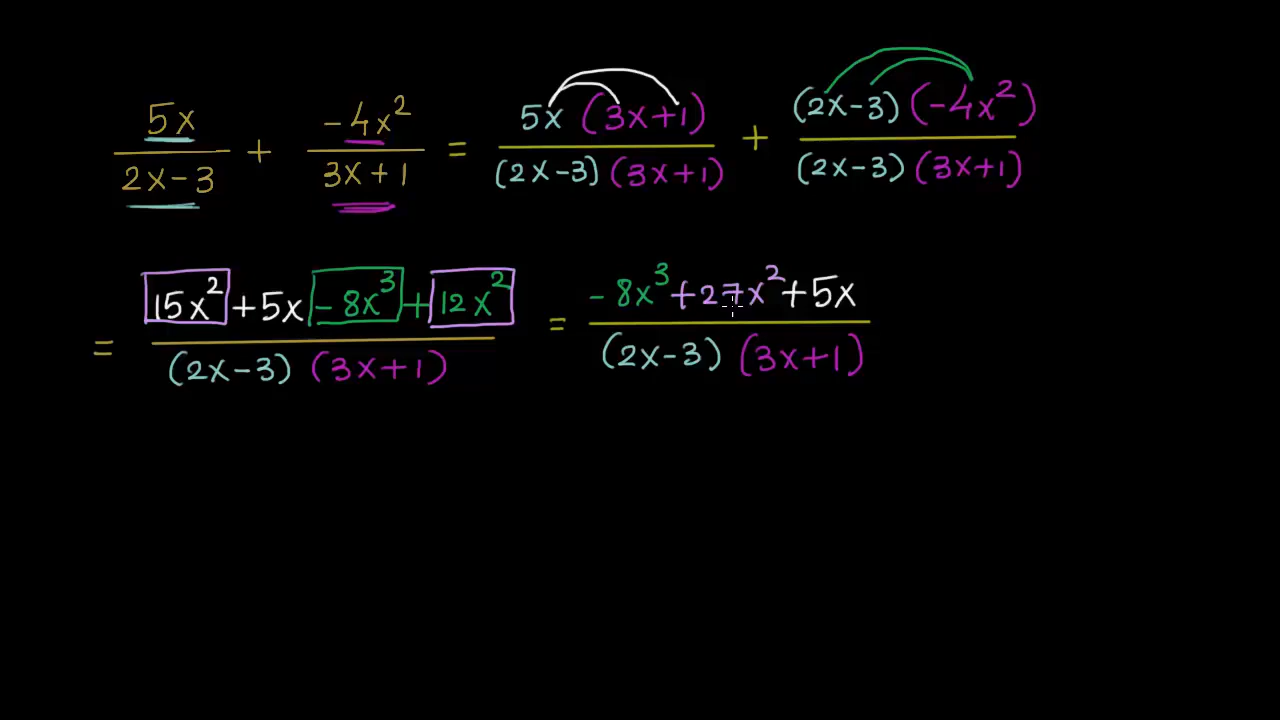 5x/(2x-3) + -4x²/(3x+1) = 5x(3x+1)/((2x-3)(3x+1)) + (2x-3)(-4x²)/((2x-3)(3x+1))
= (15x²+5x-8x³+12x²)/((2x-3)(3x+1)) = (-8x³+27x²+5x)/((2x-3)(3x+1))